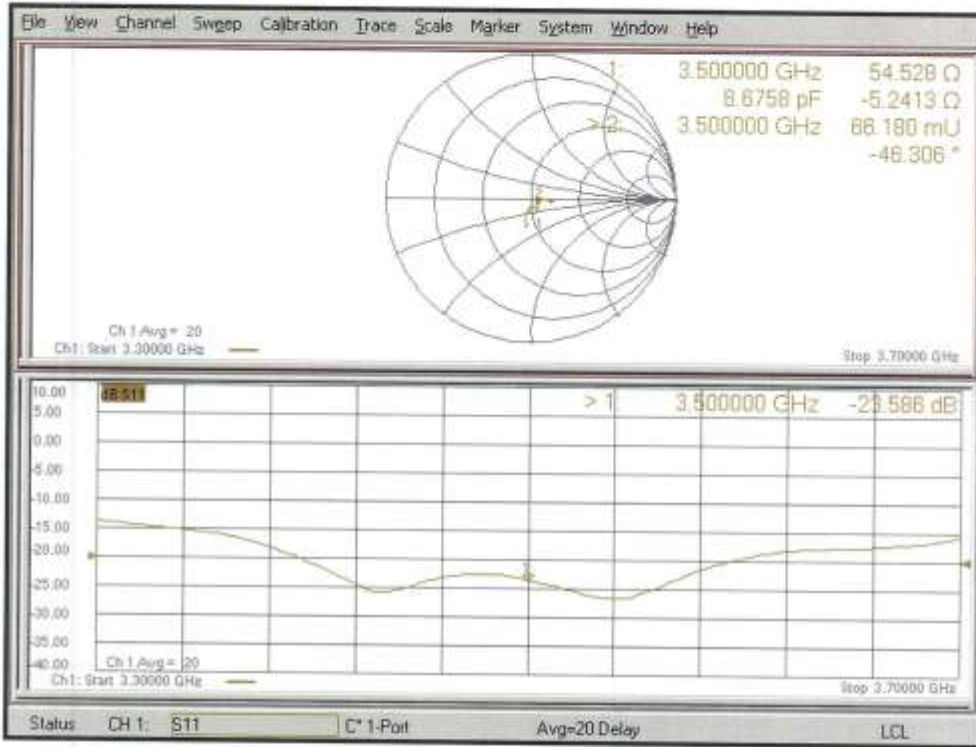 File View Channel Sweep Calibration Trace Scale Marker System Window Help
1: 3.500000 GHz 54.528 Ω
8.6758 pF -5.2413 Ω
> 2: 3.500000 GHz 66.180 mU
-46.306 °
Ch 1 Avg = 20
Ch1: Start 3.30000 GHz
Stop 3.70000 GHz
10.00
dB S11
> 1: 3.500000 GHz -23.586 dB
5.00
0.00
-5.00
-10.00
-15.00
-20.00
-25.00
-30.00
-35.00
-40.00
Ch 1 Avg = 20
Ch1: Start 3.30000 GHz
Stop 3.70000 GHz
Status CH 1: S11 C* 1-Port Avg=20 Delay LCL